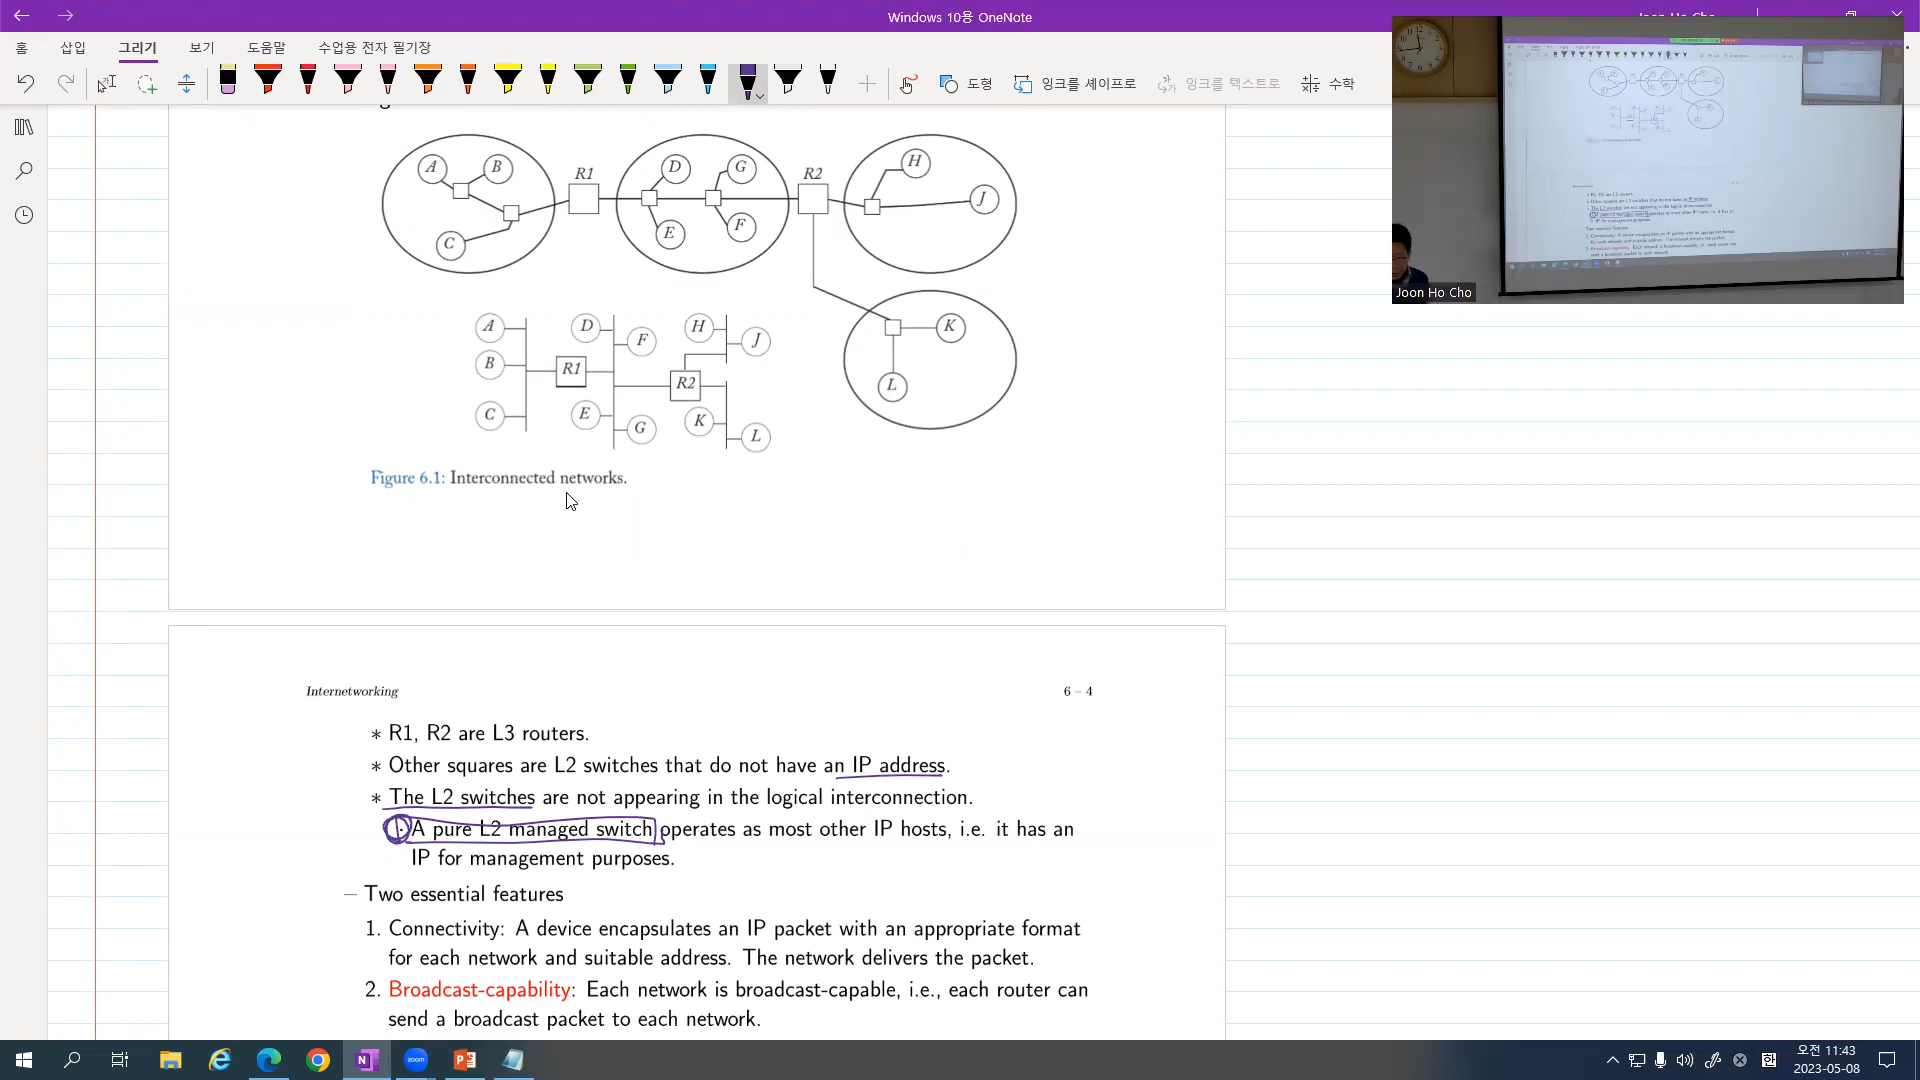 Windows 10용 OneNote
홈 삽입 그리기 보기 도움말 수업용 전자 필기장
도형 잉크를 셰이프로 잉크를 텍스트로 수학
A B C R1 D G E F R2 H J
K L
A B C R1 D F E G H J R2 K L
Figure 6.1: Interconnected networks.
Joon Ho Cho
Internetworking 6 – 4
∗ R1, R2 are L3 routers.
∗ Other squares are L2 switches that do not have an IP address.
∗ The L2 switches are not appearing in the logical interconnection.
· A pure L2 managed switch operates as most other IP hosts, i.e. it has an
IP for management purposes.
– Two essential features
1. Connectivity: A device encapsulates an IP packet with an appropriate format
for each network and suitable address. The network delivers the packet.
2. Broadcast-capability: Each network is broadcast-capable, i.e., each router can
send a broadcast packet to each network.
zoom
한
오전 11:43
2023-05-08